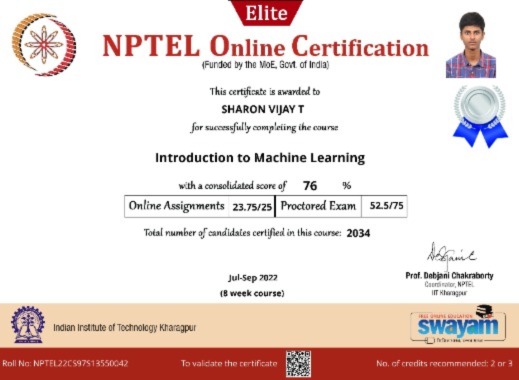 Elite
NPTEL Online Certification
(Funded by the MoE, Govt. of India)
This certificate is awarded to
SHARON VIJAY T
for successfully completing the course
Introduction to Machine Learning
with a consolidated score of 76 %
Online Assignments 23.75/25 Proctored Exam 52.5/75
Total number of candidates certified in this course: 2034
Jul-Sep 2022
(8 week course)
Prof. Debjani Chakraborty
Coordinator, NPTEL
IIT Kharagpur
Indian Institute of Technology Kharagpur
FREE ONLINE EDUCATION
swayam
Roll No: NPTEL22CS97S13550042
To validate the certificate
No. of credits recommended: 2 or 3